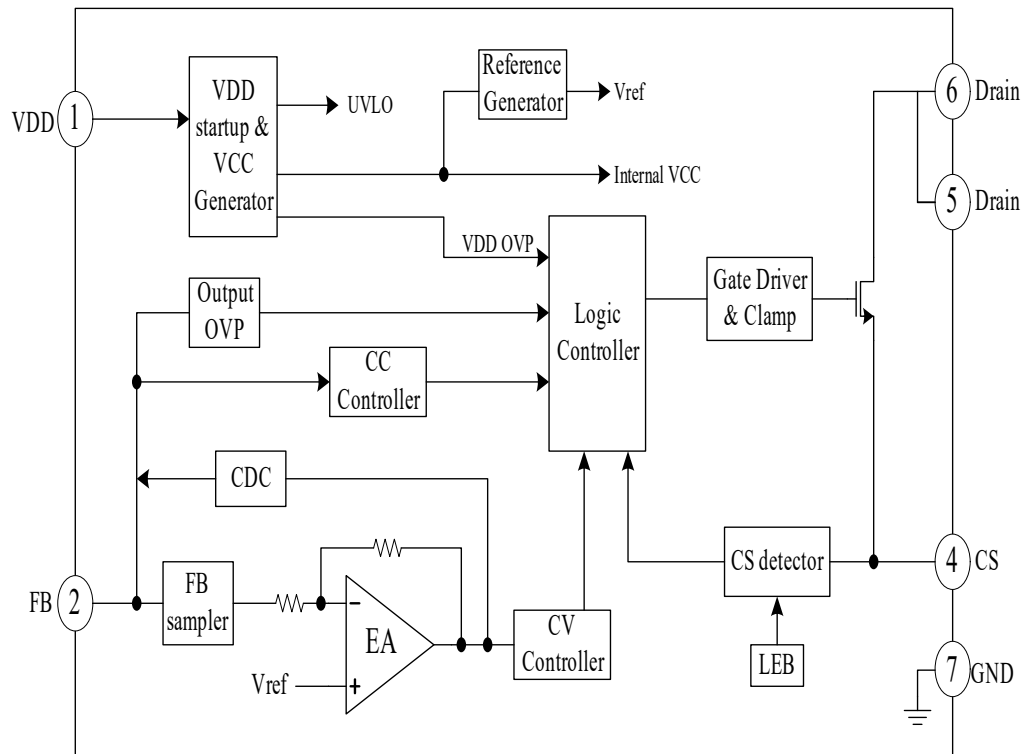 VDD
1
VDD
startup &
VCC
Generator
UVLO
Reference
Generator
Vref
Internal VCC
VDD OVP
6
Drain
5
Drain
Output
OVP
CC
Controller
Logic
Controller
Gate Driver
& Clamp
CDC
FB
2
FB
sampler
EA
Vref
CV
Controller
CS detector
LEB
4
CS
7
GND